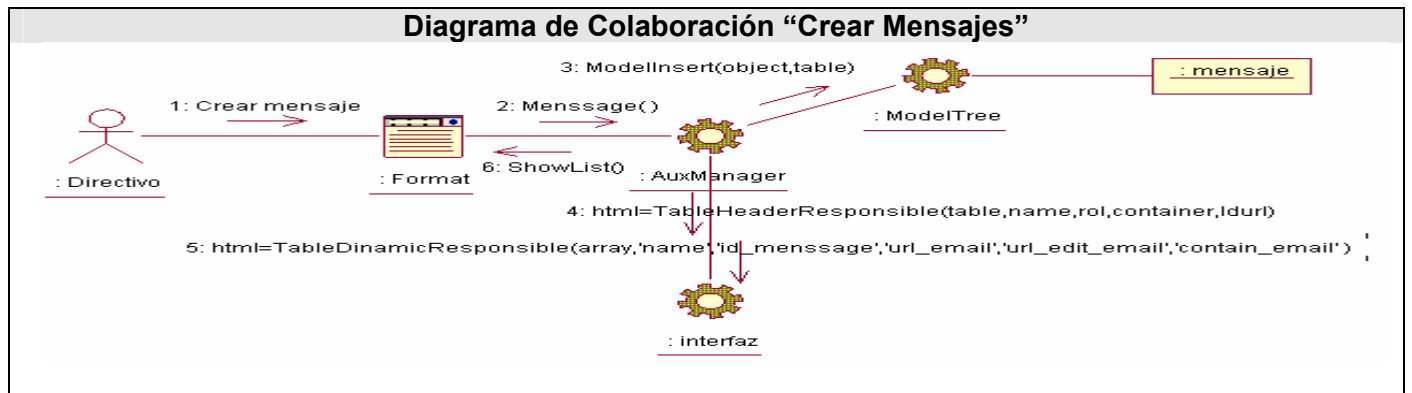 Diagrama de Colaboración “Crear Mensajes”
3: ModelInsert(object,table)
: mensaje
1: Crear mensaje
2: Menssage()
: ModelTree
6: ShowList()
: Directivo
: Format
: AuxManager
4: html=TableHeaderResponsible(table,name,rol,container,Idurl)
5: html=TableDinamicResponsible(array,'name','id_menssage','url_email','url_edit_email','contain_email')
: interfaz